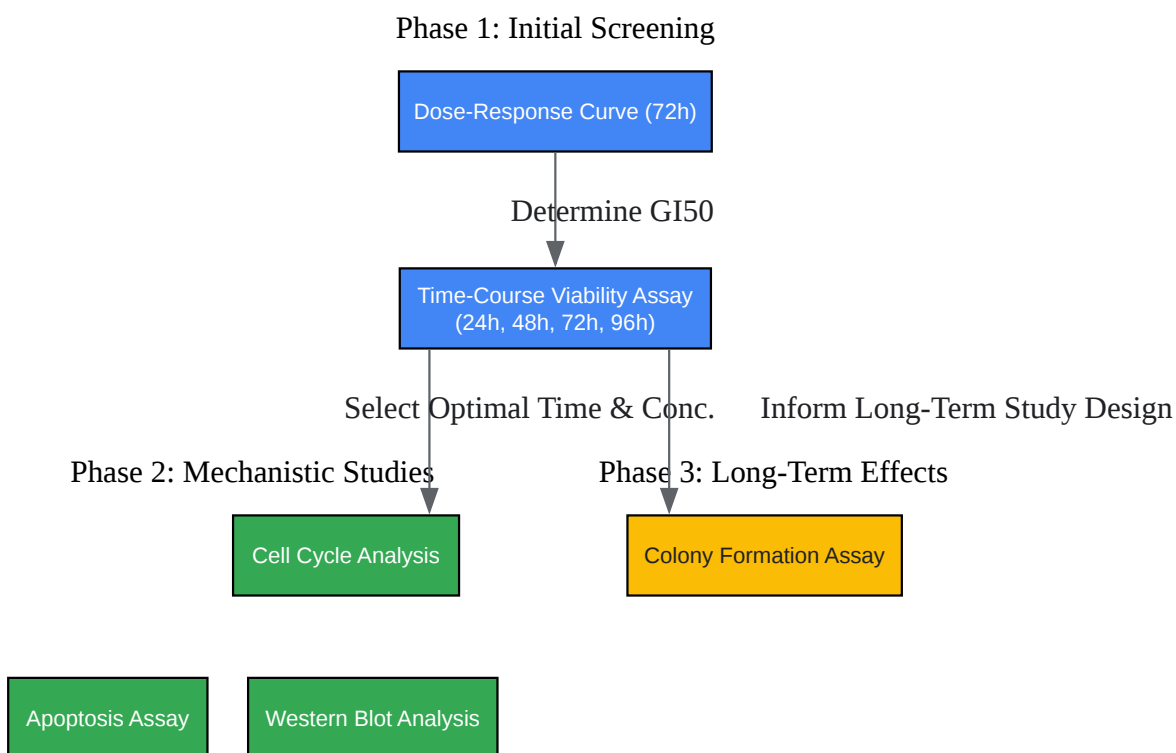 Phase 1: Initial Screening
Dose-Response Curve (72h)
Determine GI50
Time-Course Viability Assay
(24h, 48h, 72h, 96h)
Select Optimal Time & Conc.
Inform Long-Term Study Design
Phase 2: Mechanistic Studies
Phase 3: Long-Term Effects
Cell Cycle Analysis
Colony Formation Assay
Apoptosis Assay
Western Blot Analysis